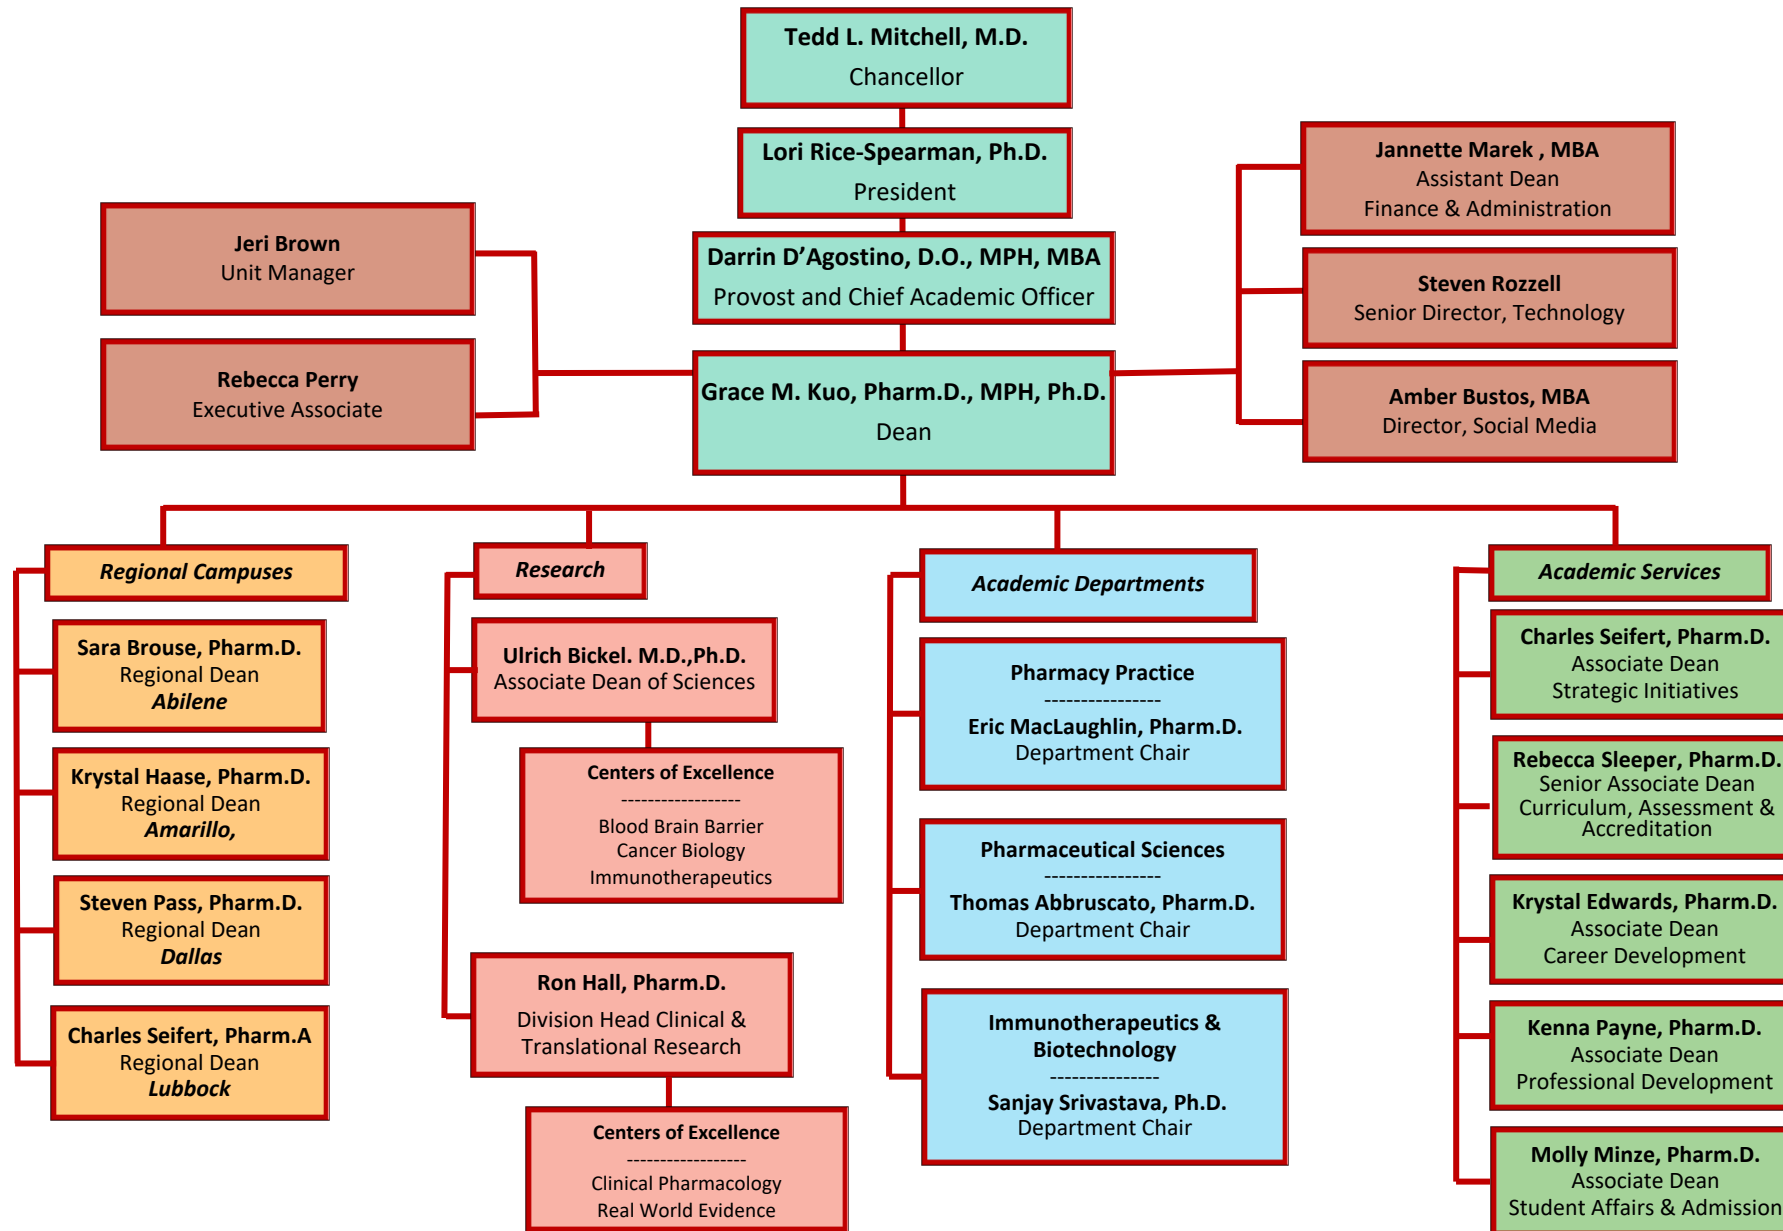 Tedd L. Mitchell, M.D.
Chancellor
Lori Rice-Spearman, Ph.D.
President
Darrin D’Agostino, D.O., MPH, MBA
Provost and Chief Academic Officer
Grace M. Kuo, Pharm.D., MPH, Ph.D.
Dean
Jeri Brown
Unit Manager
Rebecca Perry
Executive Associate
Jannette Marek , MBA
Assistant Dean
Finance & Administration
Steven Rozzell
Senior Director, Technology
Amber Bustos, MBA
Director, Social Media
Regional Campuses
Sara Brouse, Pharm.D.
Regional Dean
Abilene
Krystal Haase, Pharm.D.
Regional Dean
Amarillo,
Steven Pass, Pharm.D.
Regional Dean
Dallas
Charles Seifert, Pharm.A
Regional Dean
Lubbock
Research
Ulrich Bickel. M.D.,Ph.D.
Associate Dean of Sciences
Centers of Excellence
------------------
Blood Brain Barrier
Cancer Biology
Immunotherapeutics
Ron Hall, Pharm.D.
Division Head Clinical &
Translational Research
Centers of Excellence
------------------
Clinical Pharmacology
Real World Evidence
Academic Departments
Pharmacy Practice
----------------
Eric MacLaughlin, Pharm.D.
Department Chair
Pharmaceutical Sciences
----------------
Thomas Abbruscato, Pharm.D.
Department Chair
Immunotherapeutics &
Biotechnology
---------------
Sanjay Srivastava, Ph.D.
Department Chair
Academic Services
Charles Seifert, Pharm.D.
Associate Dean
Strategic Initiatives
Rebecca Sleeper, Pharm.D.
Senior Associate Dean
Curriculum, Assessment &
Accreditation
Krystal Edwards, Pharm.D.
Associate Dean
Career Development
Kenna Payne, Pharm.D.
Associate Dean
Professional Development
Molly Minze, Pharm.D.
Associate Dean
Student Affairs & Admission